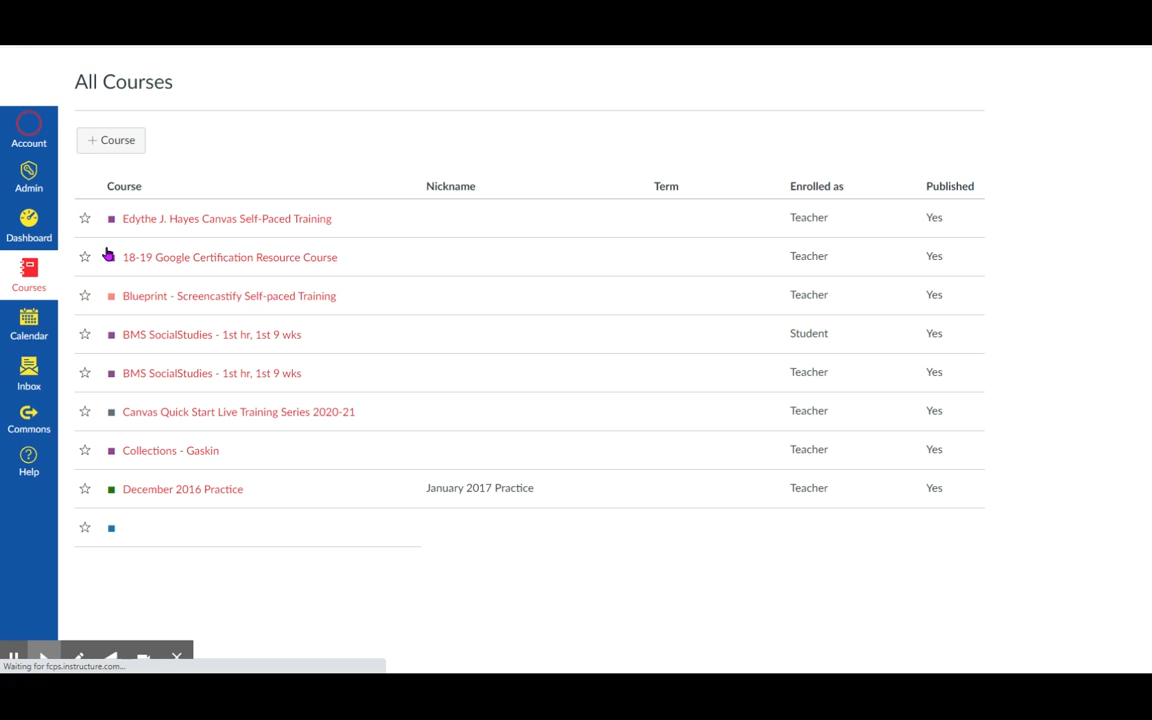 All Courses
+ Course
Course Nickname Term Enrolled as Published
Edythe J. Hayes Canvas Self-Paced Training Teacher Yes
18-19 Google Certification Resource Course Teacher Yes
Blueprint - Screencastify Self-paced Training Teacher Yes
BMS SocialStudies - 1st hr, 1st 9 wks Student Yes
BMS SocialStudies - 1st hr, 1st 9 wks Teacher Yes
Canvas Quick Start Live Training Series 2020-21 Teacher Yes
Collections - Gaskin Teacher Yes
December 2016 Practice January 2017 Practice Teacher Yes
Account
Admin
Dashboard
Courses
Calendar
Inbox
Commons
Help
Waiting for fcps.instructure.com...